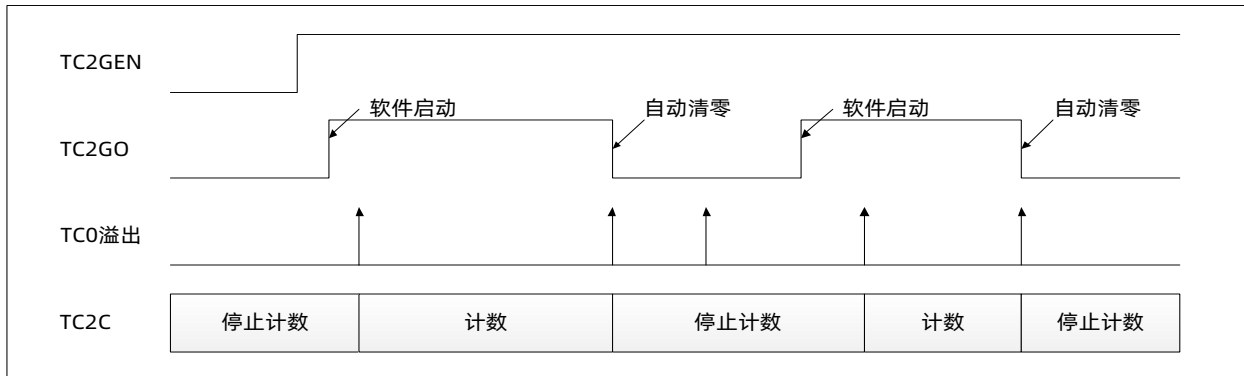 TC2GEN
软件启动 自动清零 软件启动 自动清零
TC2GO
TC0溢出
TC2C 停止计数 计数 停止计数 计数 停止计数